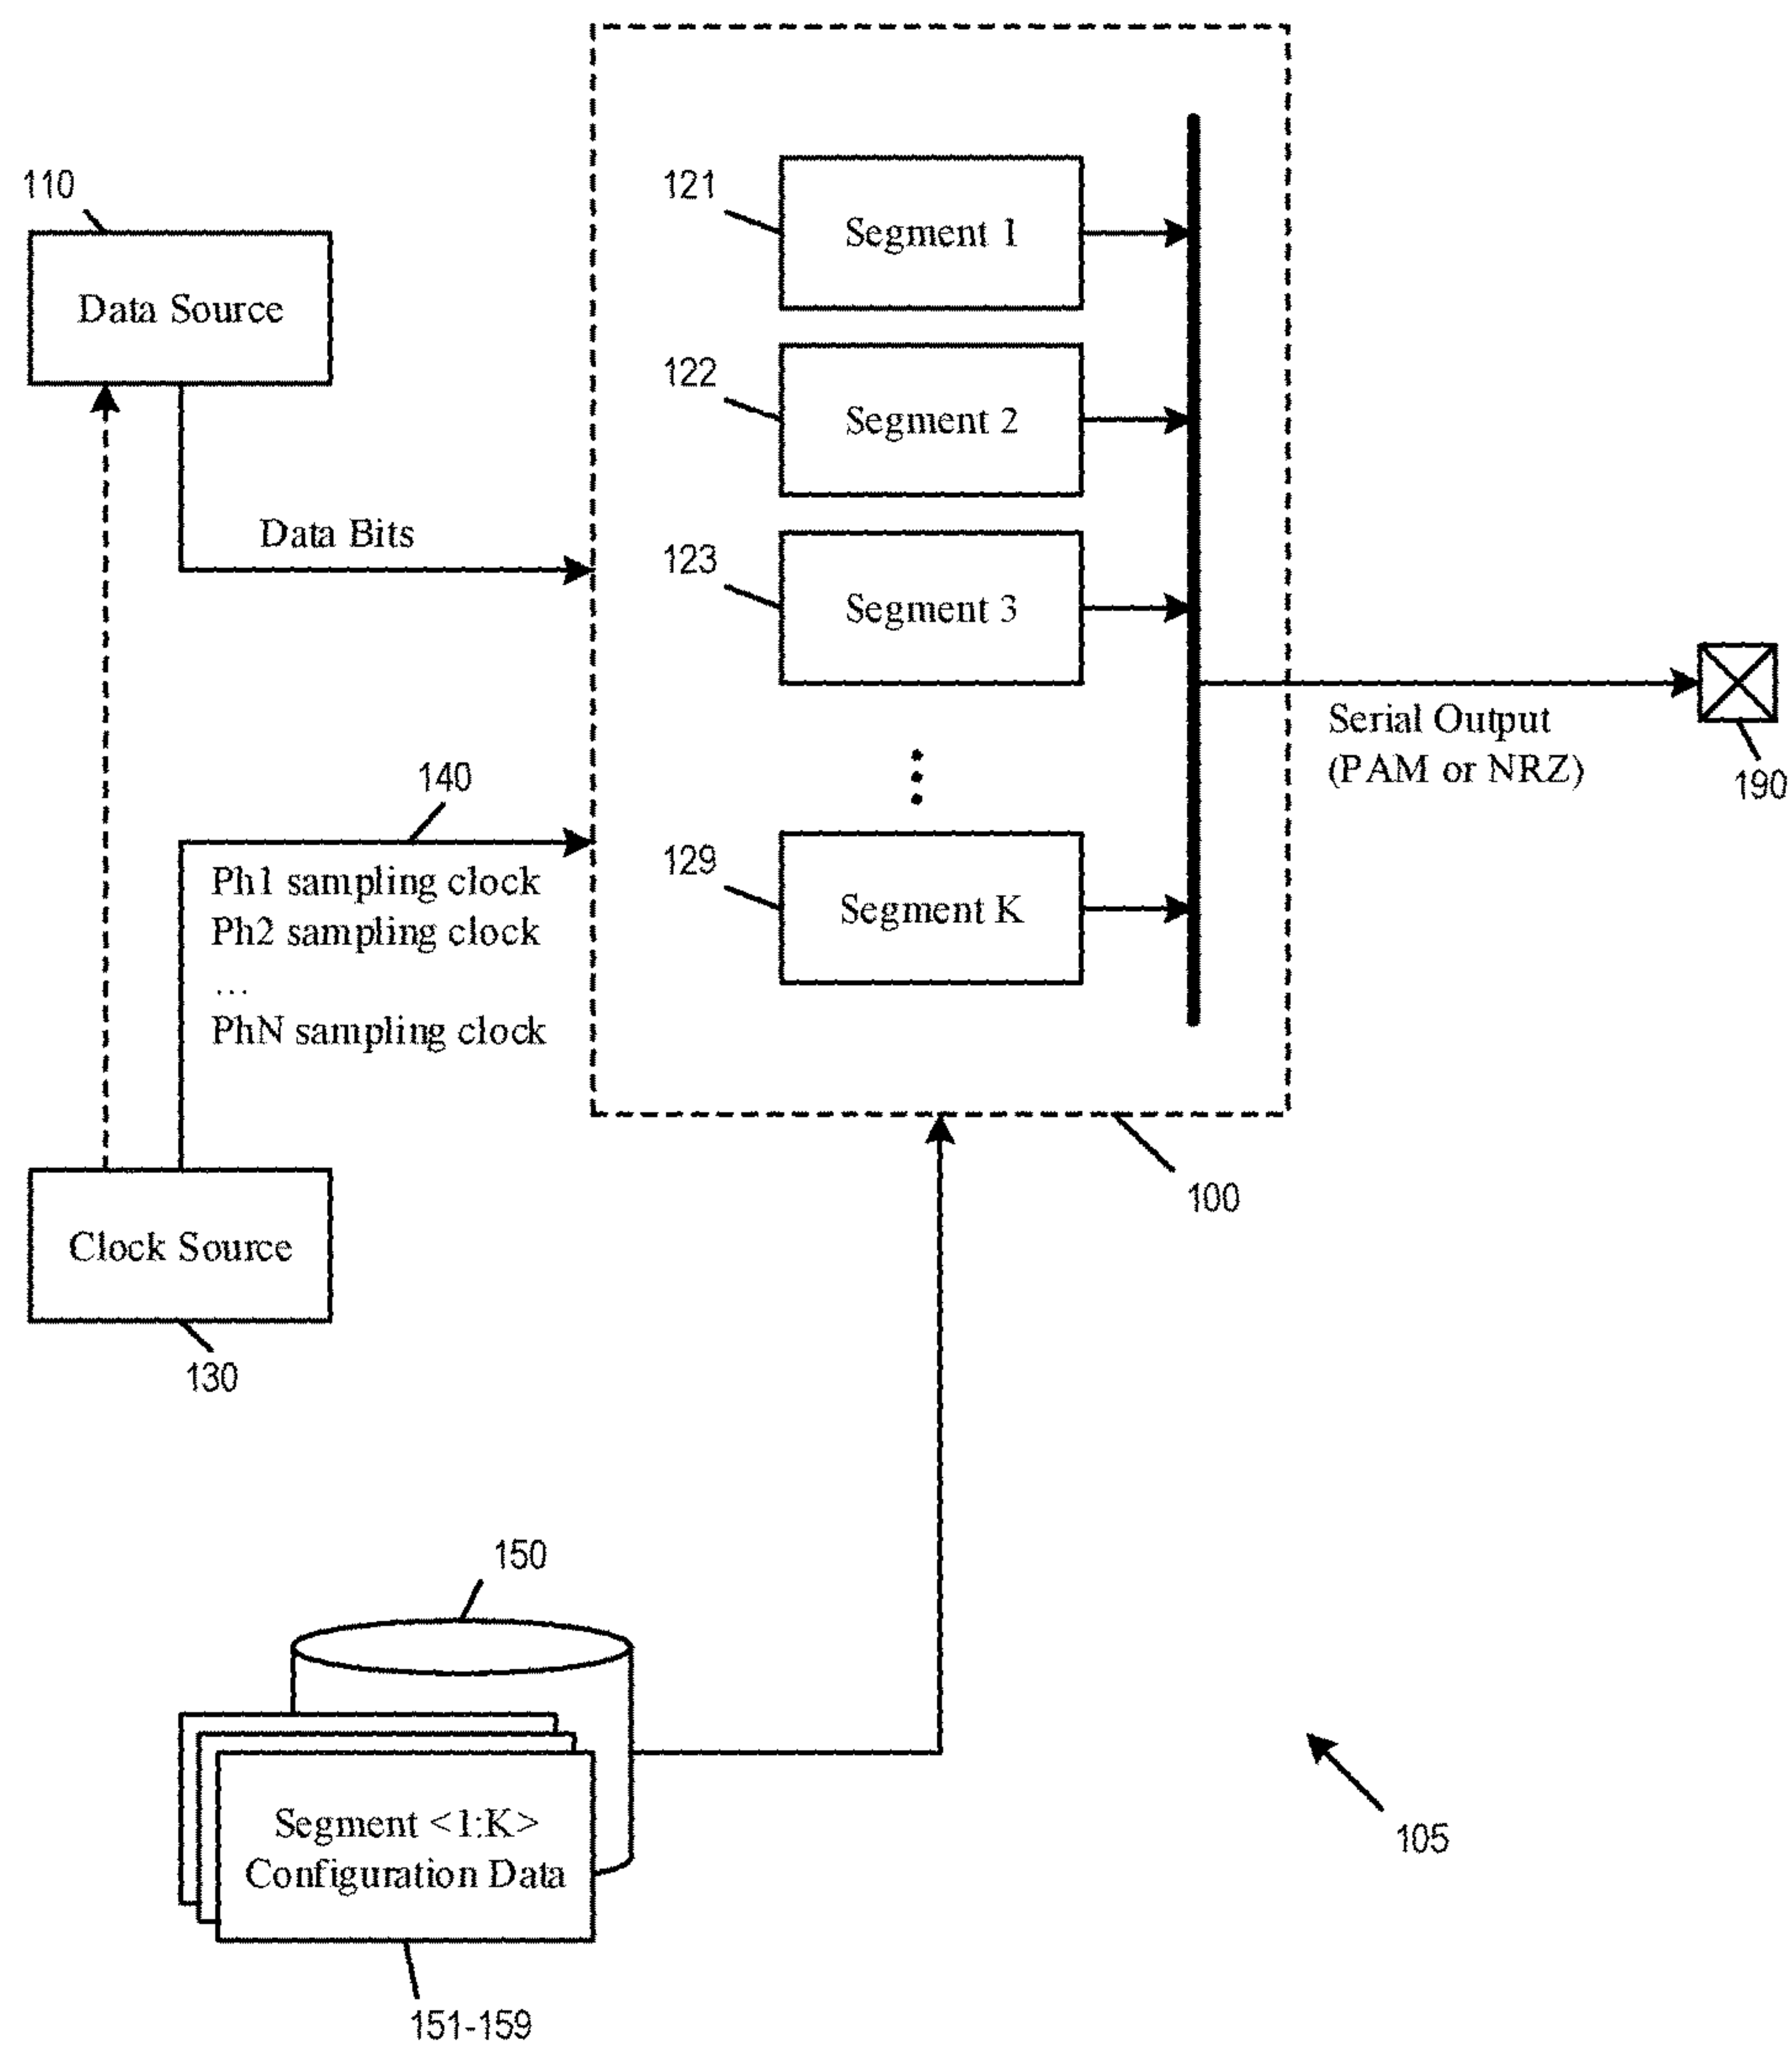 110
Data Source
Data Bits
121
Segment 1
122
Segment 2
123
Segment 3
129
Segment K
Serial Output
(PAM or NRZ)
190
140
Ph1 sampling clock
Ph2 sampling clock
...
PhN sampling clock
100
Clock Source
130
150
Segment <1:K>
Configuration Data
151-159
105